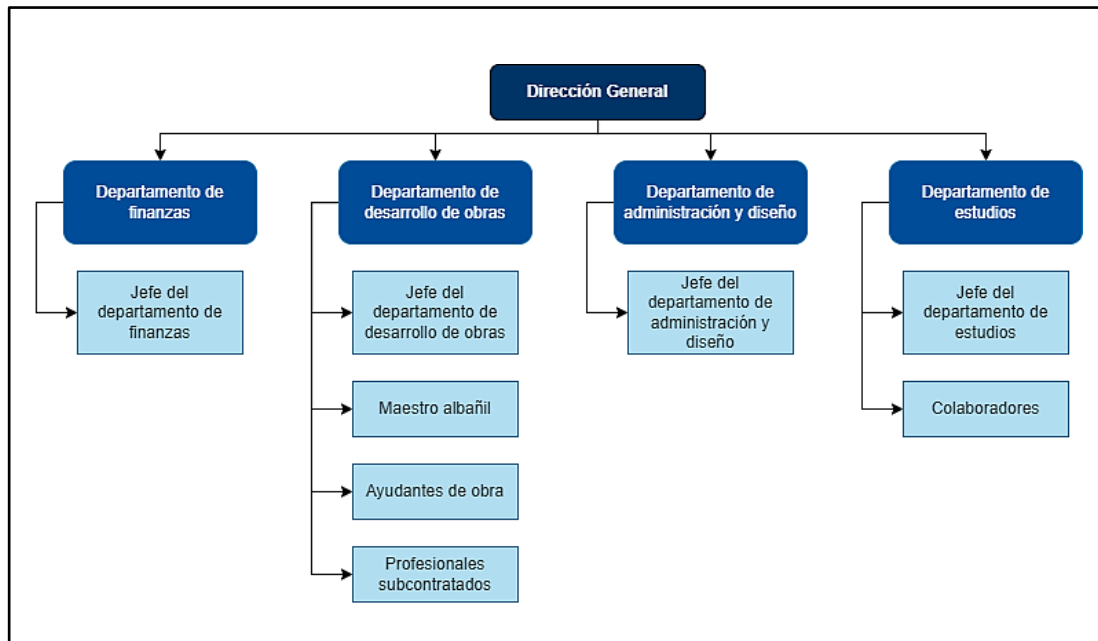 Dirección General
Departamento de
finanzas
Departamento de
desarrollo de obras
Departamento de
administración y diseño
Departamento de
estudios
Jefe del
departamento de
finanzas
Jefe del
departamento de
desarrollo de obras
Jefe del
departamento de
administración y
diseño
Jefe del
departamento de
estudios
Maestro albañil
Colaboradores
Ayudantes de obra
Profesionales
subcontratados